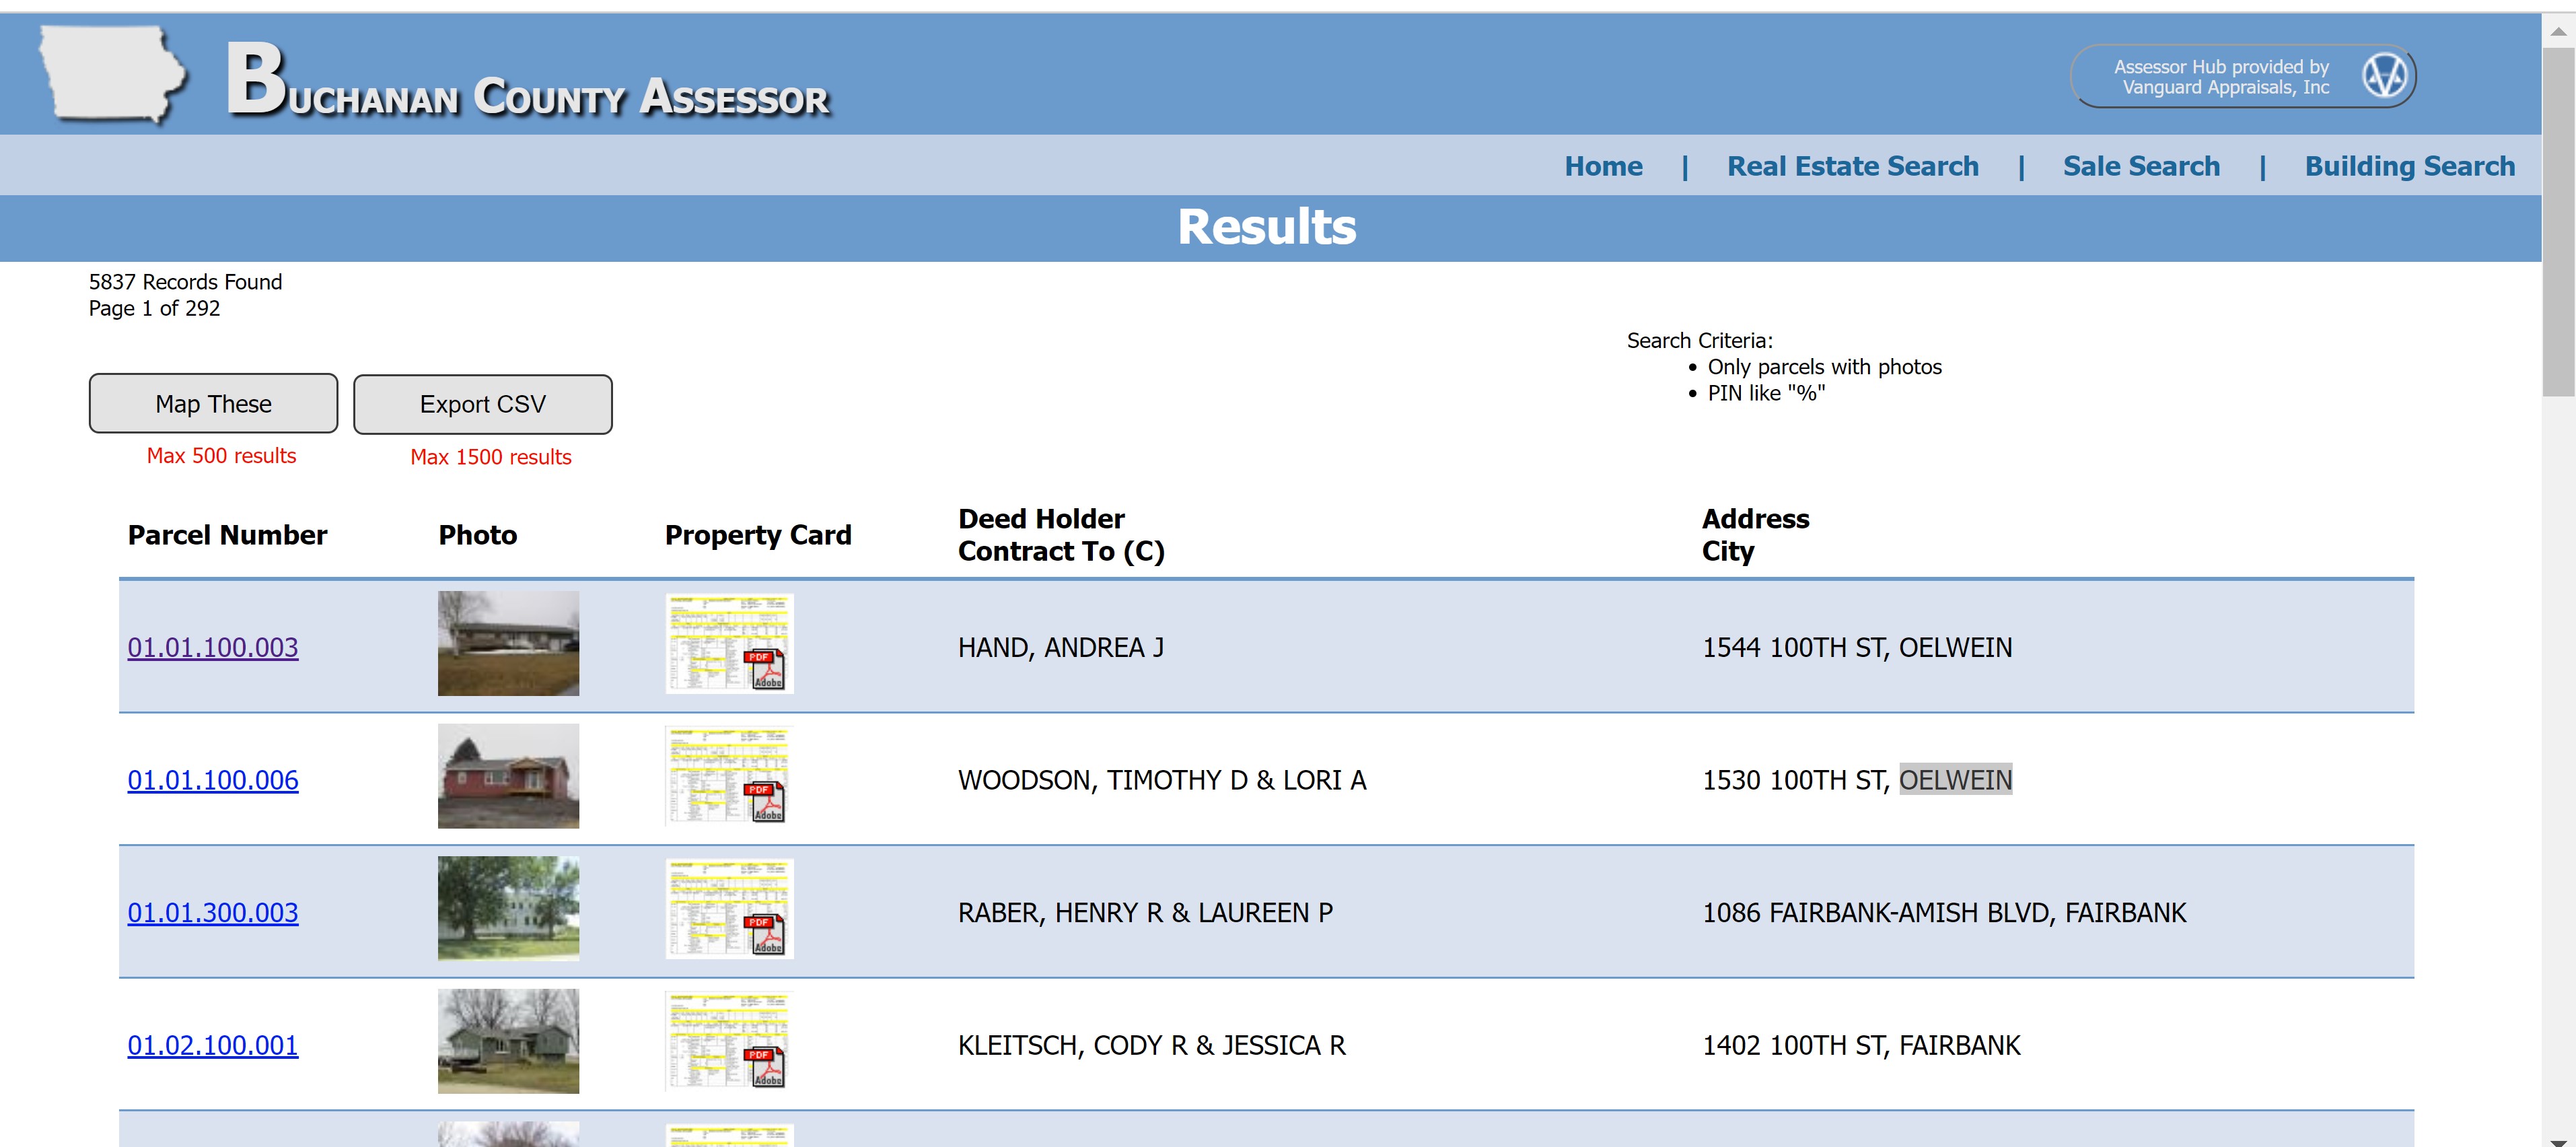 BUCHANAN COUNTY ASSESSOR
Assessor Hub provided by
Vanguard Appraisals, Inc
Home | Real Estate Search | Sale Search | Building Search
Results
5837 Records Found
Page 1 of 292
Search Criteria:
• Only parcels with photos
• PIN like "%"
Map These Export CSV
Max 500 results Max 1500 results
Parcel Number Photo Property Card Deed Holder Contract To (C) Address City
01.01.100.003 PDF Adobe HAND, ANDREA J 1544 100TH ST, OELWEIN
01.01.100.006 PDF Adobe WOODSON, TIMOTHY D & LORI A 1530 100TH ST, OELWEIN
01.01.300.003 PDF Adobe RABER, HENRY R & LAUREEN P 1086 FAIRBANK-AMISH BLVD, FAIRBANK
01.02.100.001 PDF Adobe KLEITSCH, CODY R & JESSICA R 1402 100TH ST, FAIRBANK